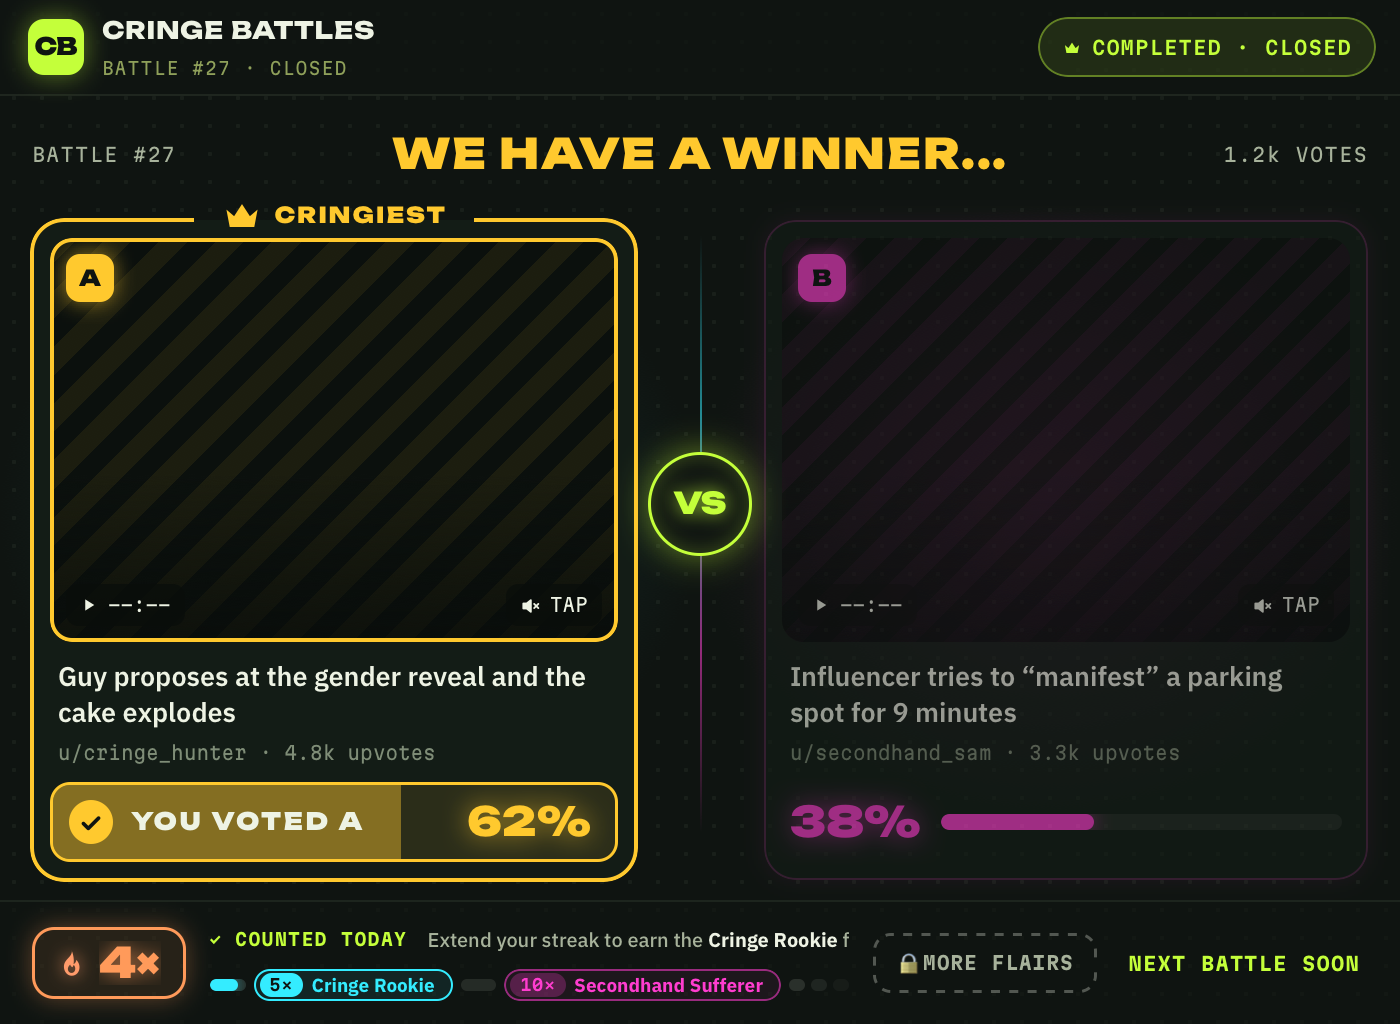 CB
CRINGE BATTLES
BATTLE #27 · CLOSED
COMPLETED · CLOSED
BATTLE #27
WE HAVE A WINNER...
1.2k VOTES
CRINGIEST
A
--:--
TAP
Guy proposes at the gender reveal and the
cake explodes
u/cringe_hunter · 4.8k upvotes
YOU VOTED A
62%
VS
B
--:--
TAP
Influencer tries to “manifest” a parking
spot for 9 minutes
u/secondhand_sam · 3.3k upvotes
38%
4×
COUNTED TODAY
Extend your streak to earn the Cringe Rookie f
5× Cringe Rookie
10× Secondhand Sufferer
MORE FLAIRS
NEXT BATTLE SOON